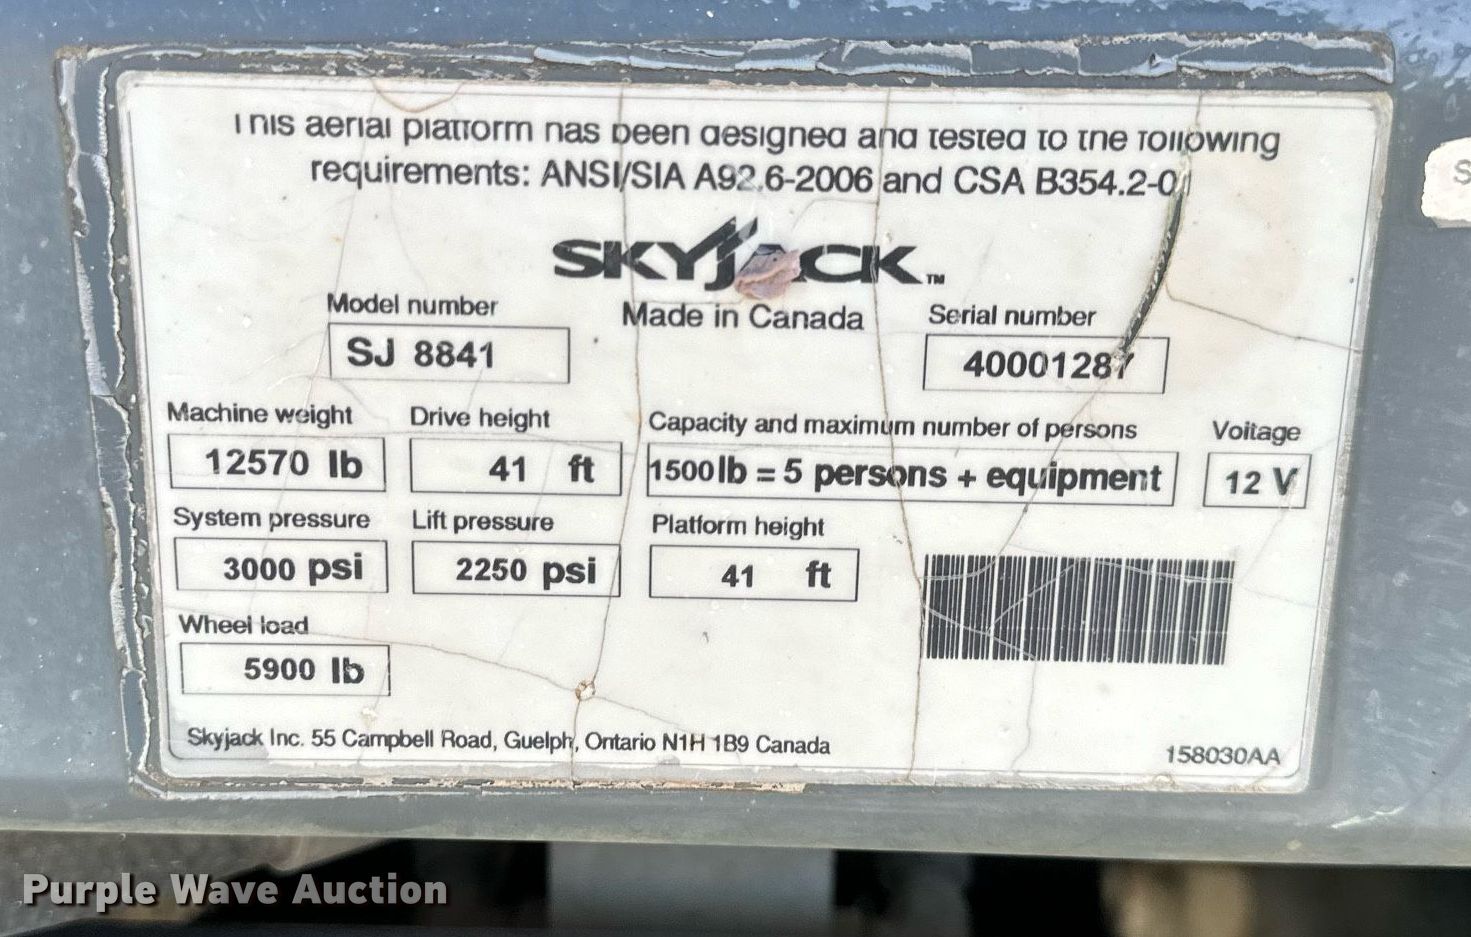 This aerial platform has been designed and tested to the following
requirements: ANSI/SIA A92.6-2006 and CSA B354.2-01
SKYJACK™
Made in Canada
Model number
SJ 8841
Serial number
40001287
Machine weight
12570 lb
Drive height
41 ft
Capacity and maximum number of persons
1500 lb = 5 persons + equipment
Voltage
12 V
System pressure
3000 psi
Lift pressure
2250 psi
Platform height
41 ft
Wheel load
5900 lb
Skyjack Inc. 55 Campbell Road, Guelph, Ontario N1H 1B9 Canada
158030AA
S
Purple Wave Auction